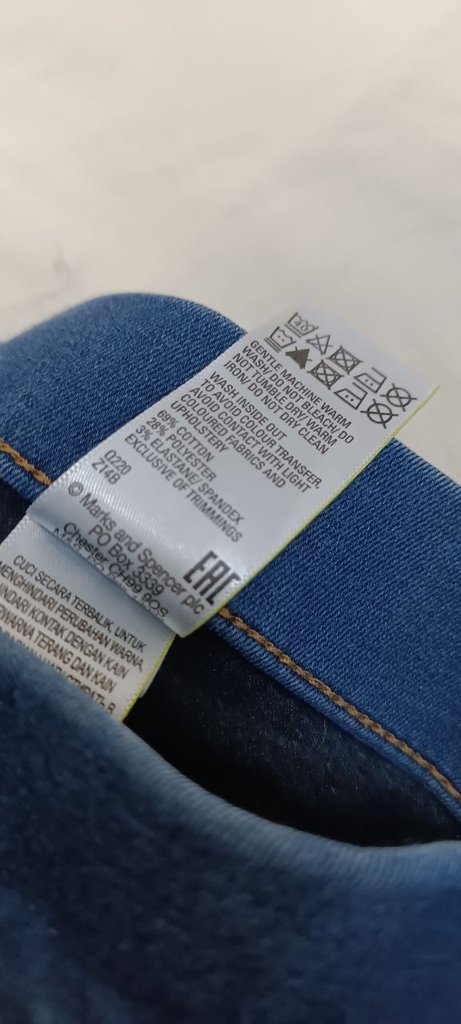 40
GENTLE MACHINE WARM
WASH/ DO NOT BLEACH/ DO
NOT TUMBLE DRY/ WARM
IRON/ DO NOT DRY CLEAN
WASH INSIDE OUT
TO AVOID COLOUR TRANSFER,
AVOID CONTACT WITH LIGHT
COLOURED FABRICS AND
UPHOLSTERY
69% COTTON
28% POLYESTER
3% ELASTANE/ SPANDEX
EXCLUSIVE OF TRIMMINGS
0220
Z14B
© Marks and Spencer plc
PO Box 3339
Chester CH99 9QS
EAC
CUCI SECARA TERBALIK. UNTUK
MENGHINDARI PERUBAHAN WARNA,
KONTAK DENGAN KAIN
TERANG DAN KAIN